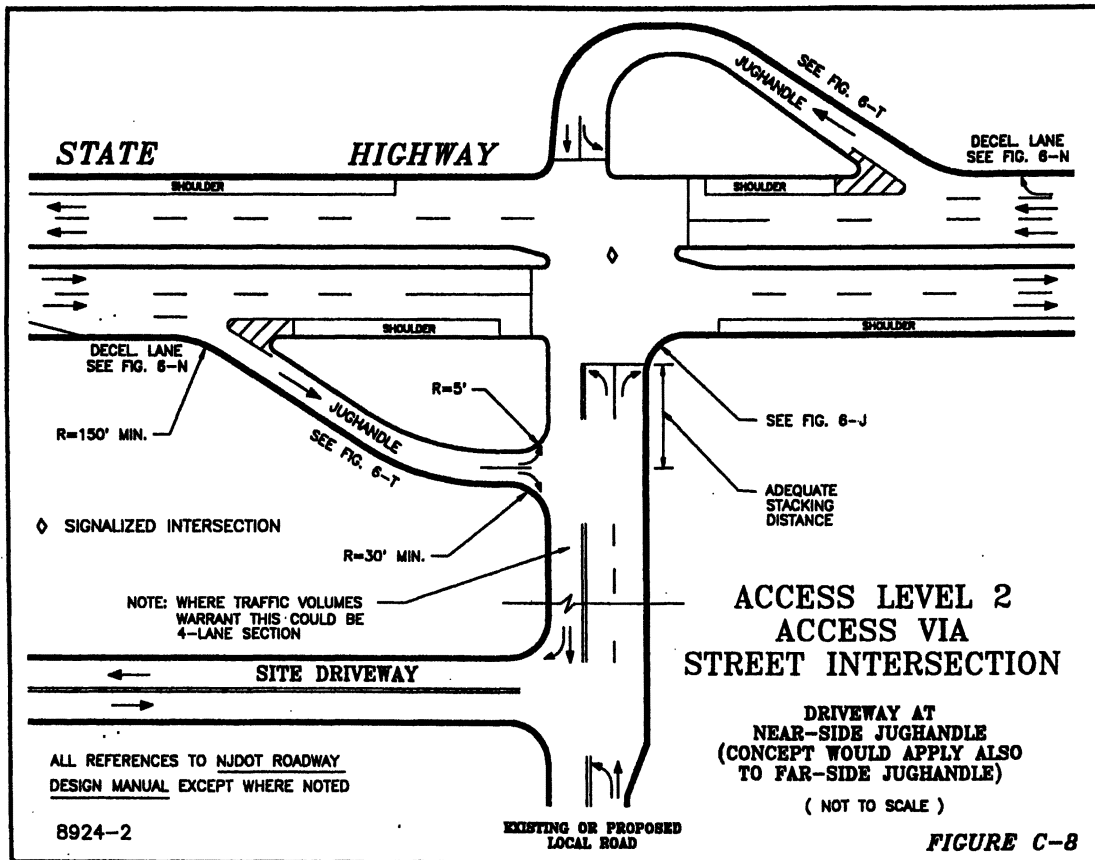 SEE FIG. 6-T
JUGHANDLE
STATE HIGHWAY
DECEL. LANE
SEE FIG. 6-N
SHOULDER
SHOULDER
SHOULDER
SHOULDER
DECEL. LANE
SEE FIG. 6-N
R=5'
JUGHANDLE
SEE FIG. 6-T
R=150' MIN.
SEE FIG. 6-J
ADEQUATE
STACKING
DISTANCE
◊ SIGNALIZED INTERSECTION
R=30' MIN.
NOTE: WHERE TRAFFIC VOLUMES
WARRANT THIS COULD BE
4-LANE SECTION
ACCESS LEVEL 2
ACCESS VIA
STREET INTERSECTION
SITE DRIVEWAY
DRIVEWAY AT
NEAR-SIDE JUGHANDLE
(CONCEPT WOULD APPLY ALSO
TO FAR-SIDE JUGHANDLE)
( NOT TO SCALE )
ALL REFERENCES TO NJDOT ROADWAY
DESIGN MANUAL EXCEPT WHERE NOTED
8924-2
EXISTING OR PROPOSED
LOCAL ROAD
FIGURE C-8